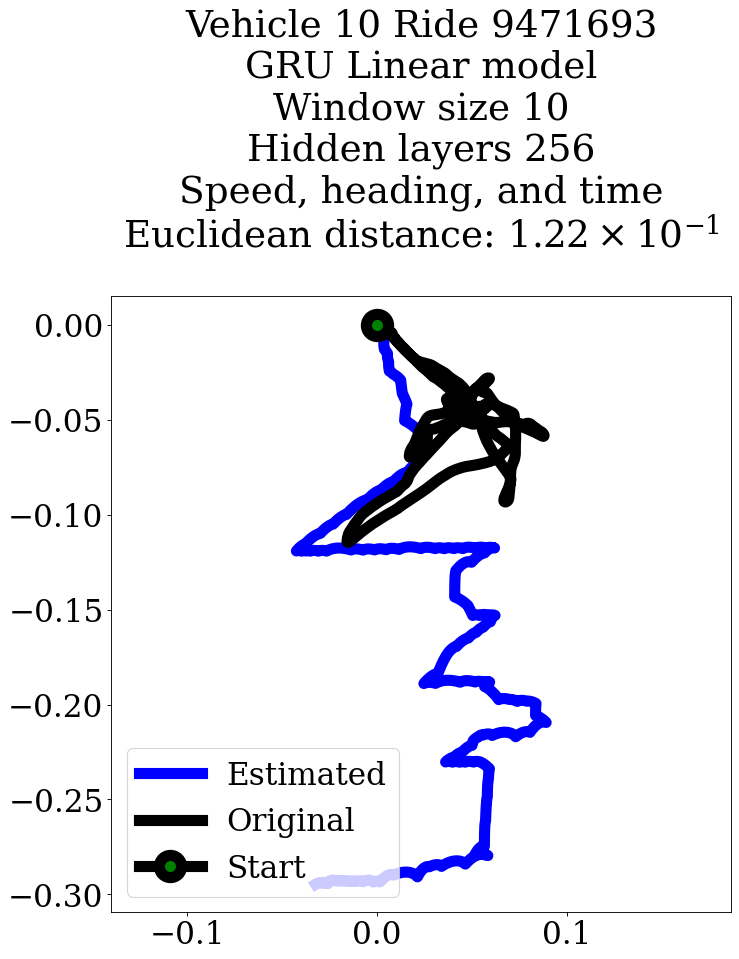 Vehicle 10 Ride 9471693
GRU Linear model
Window size 10
Hidden layers 256
Speed, heading, and time
Euclidean distance: 1.22 × 10⁻¹
0.00
−0.05
−0.10
−0.15
−0.20
−0.25
−0.30
Estimated
Original
Start
−0.1 0.0 0.1